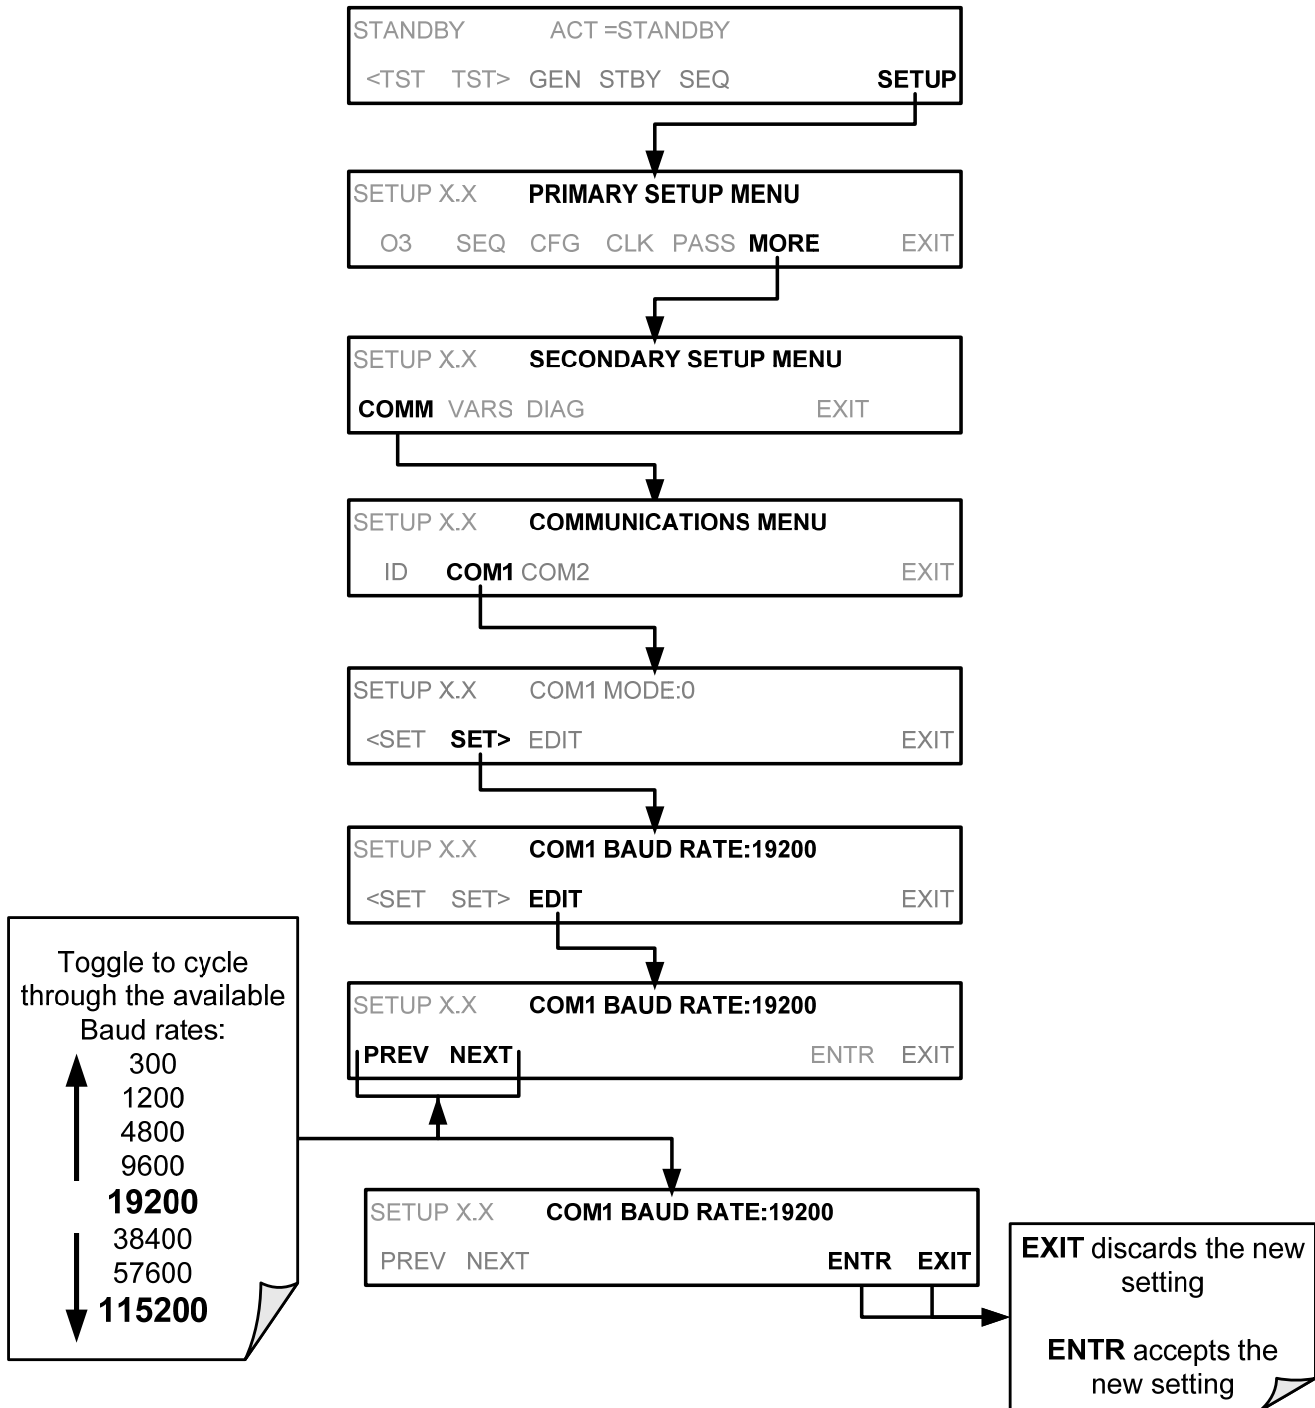 STANDBY ACT =STANDBY
<TST TST> GEN STBY SEQ SETUP
SETUP X.X PRIMARY SETUP MENU
O3 SEQ CFG CLK PASS MORE EXIT
SETUP X.X SECONDARY SETUP MENU
COMM VARS DIAG EXIT
SETUP X.X COMMUNICATIONS MENU
ID COM1 COM2 EXIT
SETUP X.X COM1 MODE:0
<SET SET> EDIT EXIT
SETUP X.X COM1 BAUD RATE:19200
<SET SET> EDIT EXIT
SETUP X.X COM1 BAUD RATE:19200
PREV NEXT ENTR EXIT
Toggle to cycle
through the available
Baud rates:
300
1200
4800
9600
19200
38400
57600
115200
SETUP X.X COM1 BAUD RATE:19200
PREV NEXT ENTR EXIT
EXIT discards the new
setting
ENTR accepts the
new setting